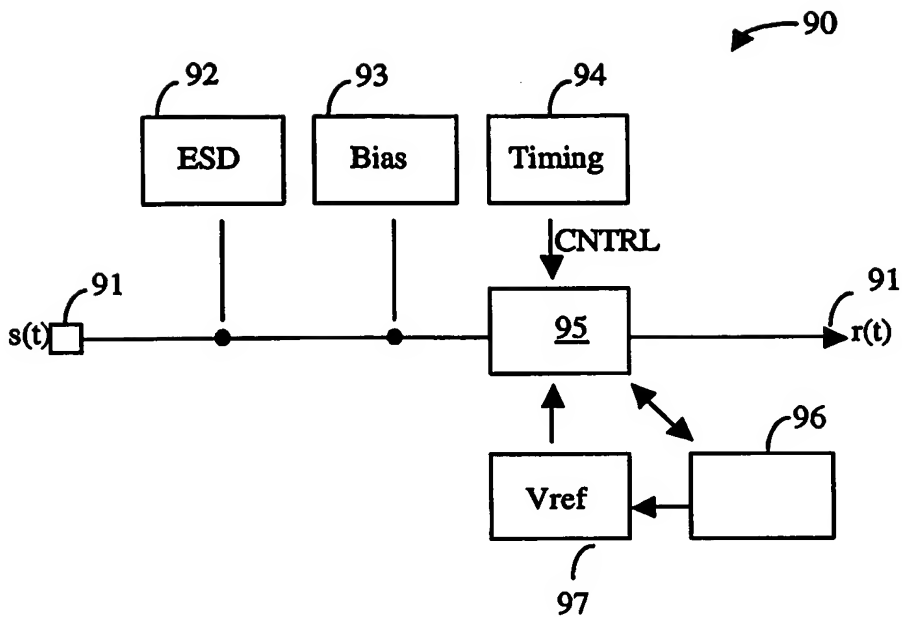 90
92
93
94
ESD
Bias
Timing
CNTRL
91
91
s(t)
95
r(t)
96
Vref
97